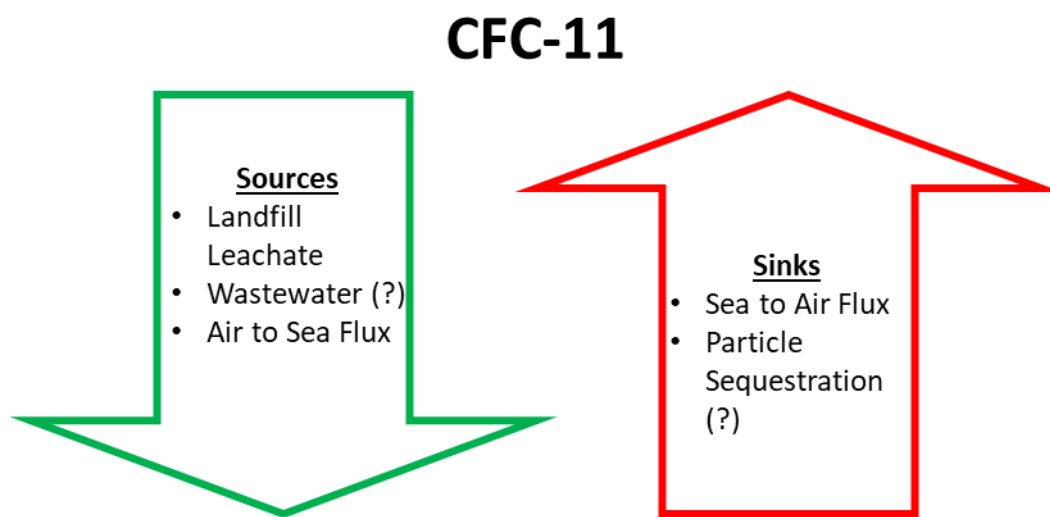 CFC-11
Sources
• Landfill
Leachate
• Wastewater (?)
• Air to Sea Flux
Sinks
• Sea to Air Flux
• Particle
Sequestration
(?)